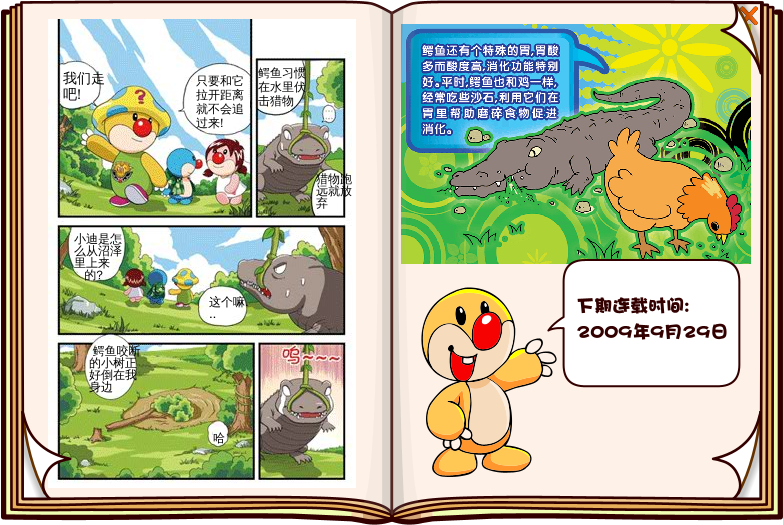 我们走
吧!
?
只要和它
拉开距离
就不会追
过来!
鳄鱼习惯
在水里伏
击猎物
...
猎物跑
远就放
弃
小迪是怎
么从沼泽
里上来
的?
这个嘛
..
鳄鱼咬断
的小树正
好倒在我
身边
哈
呜~~~~
鳄鱼还有个特殊的胃,胃酸
多而酸度高,消化功能特别
好。平时,鳄鱼也和鸡一样,
经常吃些沙石,利用它们在
胃里帮助磨碎食物促进
消化。
下期连载时间:
2009年9月29日